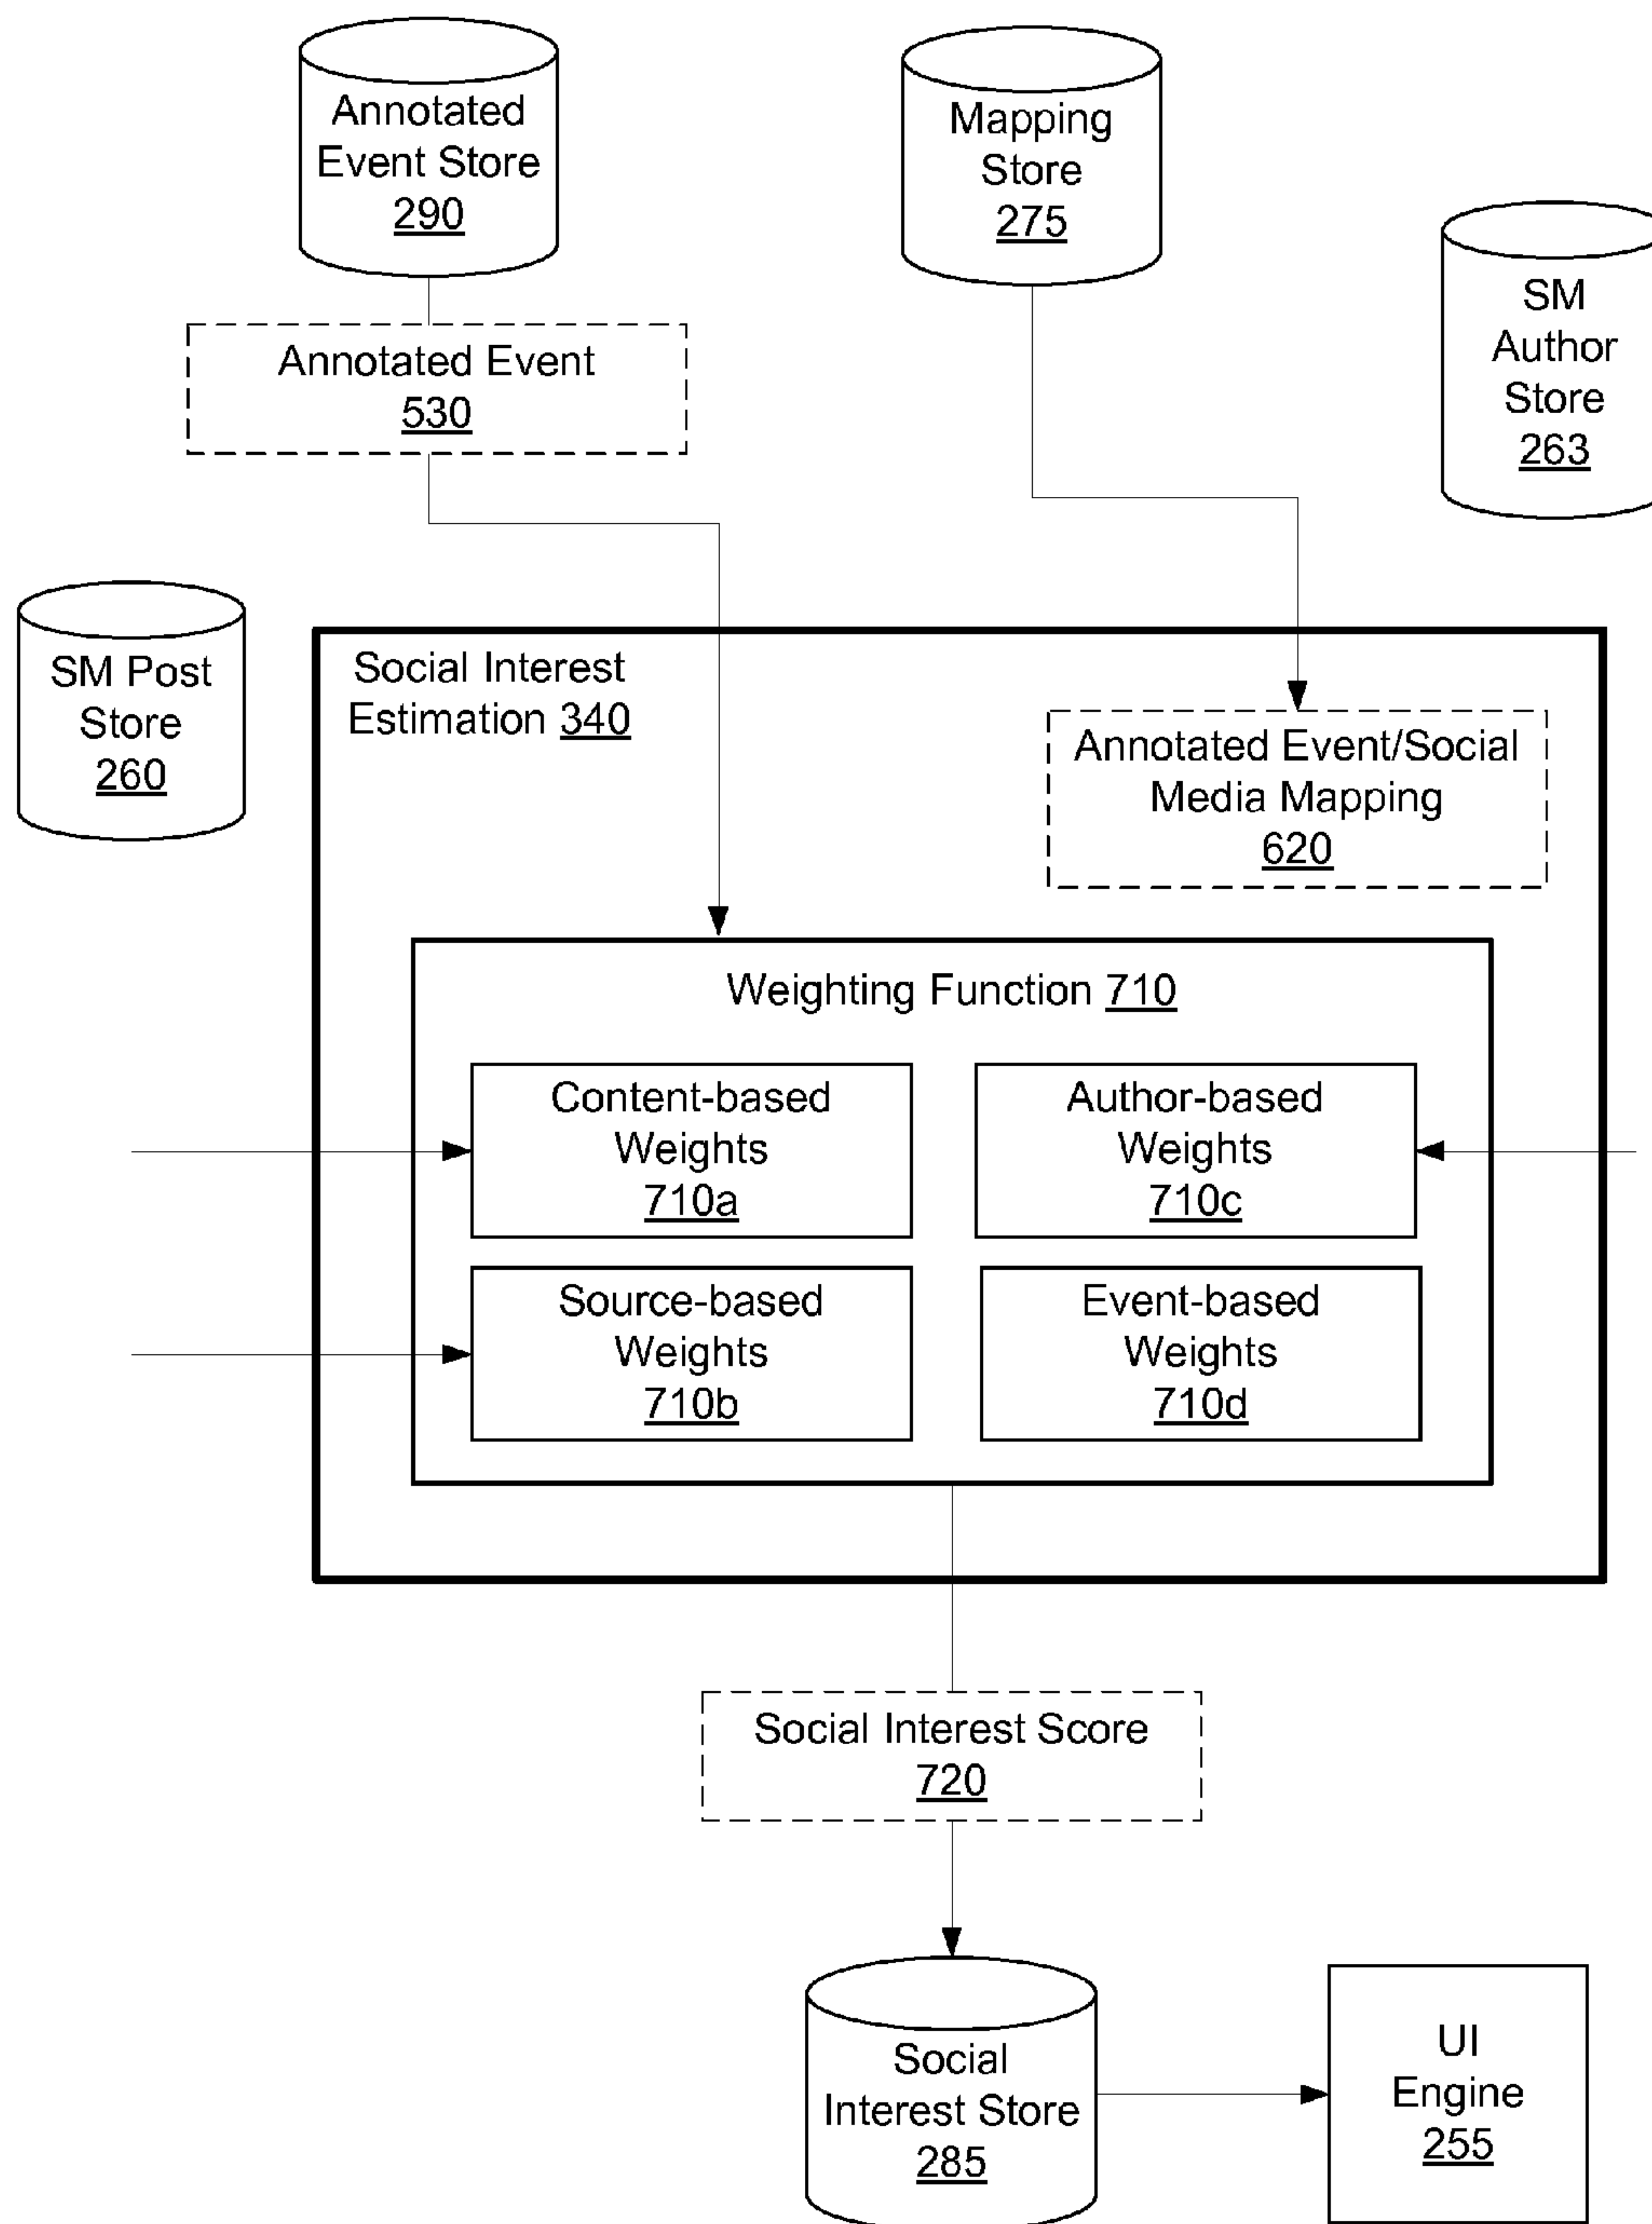 Annotated
Event Store
290
Mapping
Store
275
SM
Author
Store
263
Annotated Event
530
SM Post
Store
260
Social Interest
Estimation 340
Annotated Event/Social
Media Mapping
620
Weighting Function 710
Content-based
Weights
710a
Author-based
Weights
710c
Source-based
Weights
710b
Event-based
Weights
710d
Social Interest Score
720
Social
Interest Store
285
UI
Engine
255